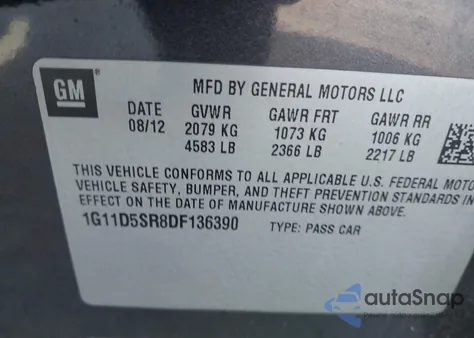 GM
MFD BY GENERAL MOTORS LLC
DATE GVWR GAWR FRT GAWR RR
08/12 2079 KG 1073 KG 1006 KG
4583 LB 2366 LB 2217 LB
THIS VEHICLE CONFORMS TO ALL APPLICABLE U.S. FEDERAL MOTO
VEHICLE SAFETY, BUMPER, AND THEFT PREVENTION STANDARDS IN
EFFECT ON THE DATE OF MANUFACTURE SHOWN ABOVE.
1G11D5SR8DF136390 TYPE: PASS CAR
autoSnap